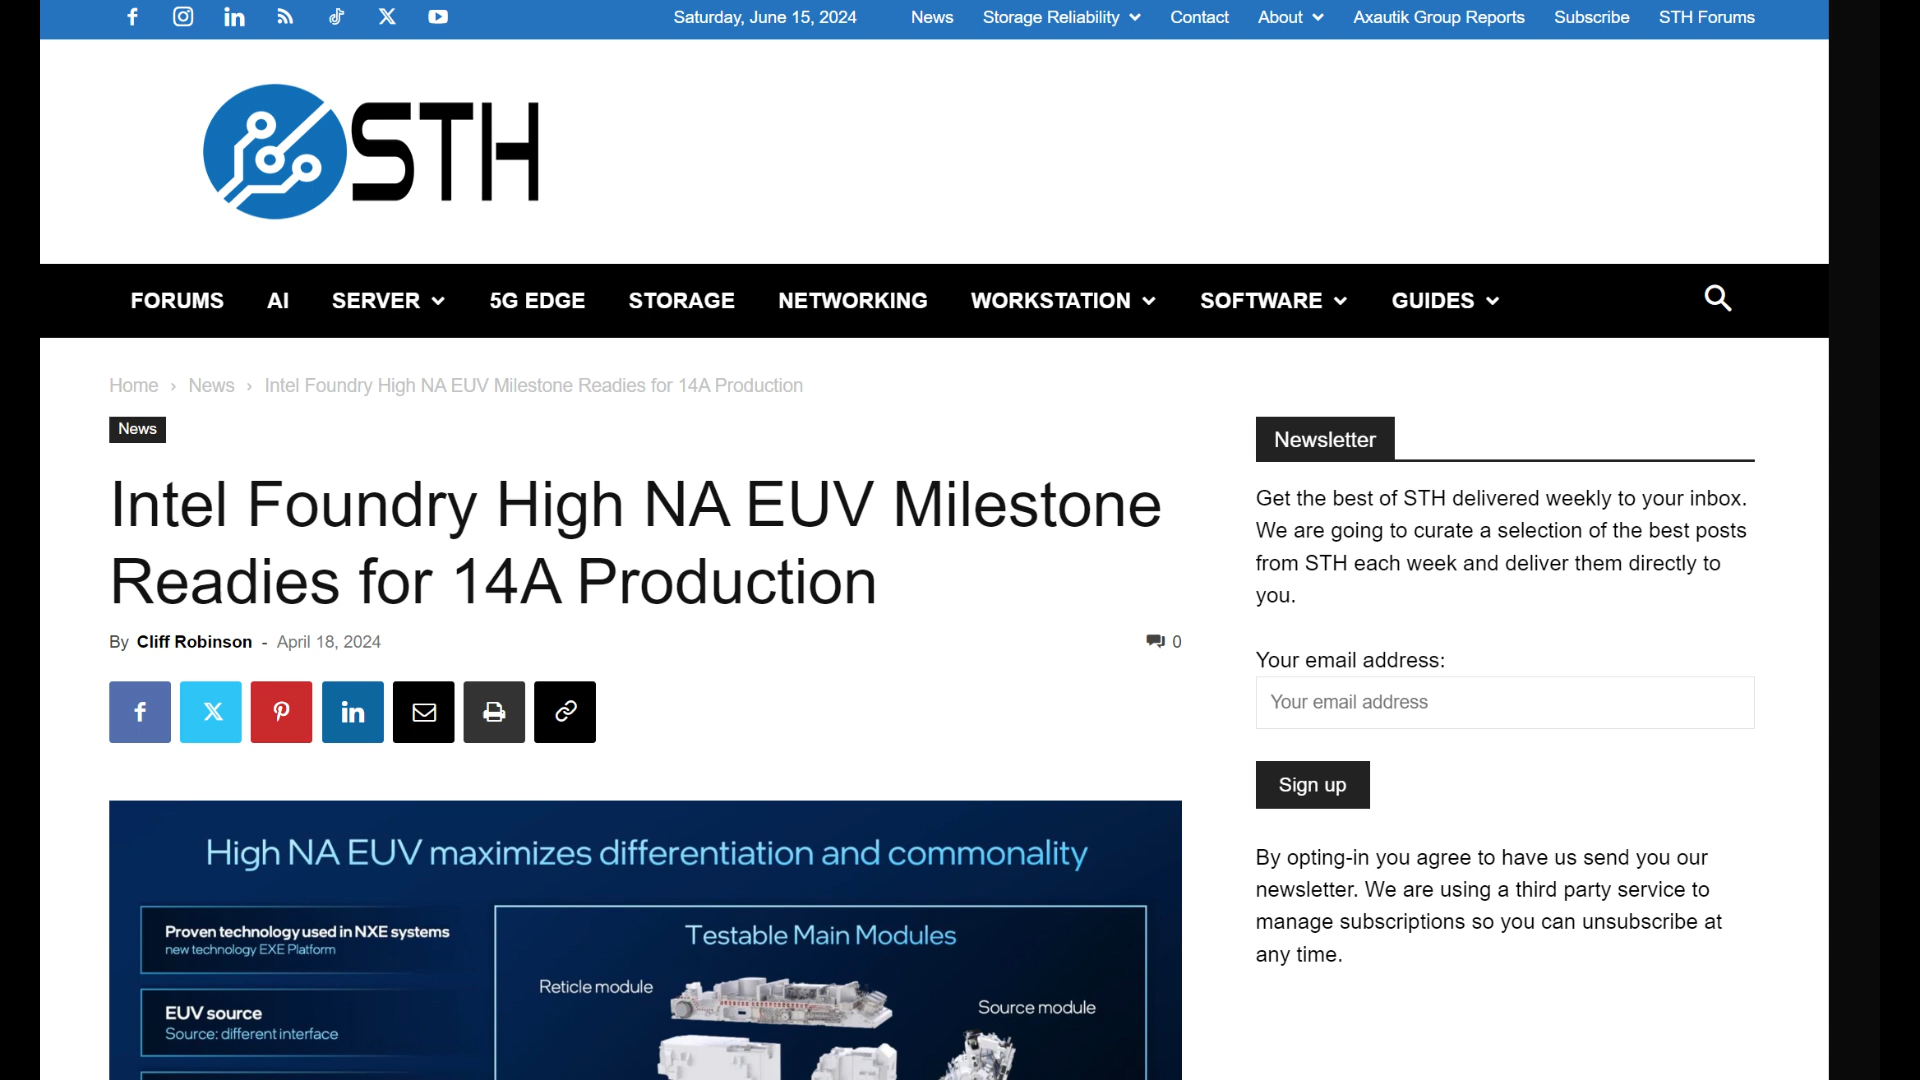 Saturday, June 15, 2024 News Storage Reliability Contact About Axautik Group Reports Subscribe STH Forums
STH
FORUMS AI SERVER 5G EDGE STORAGE NETWORKING WORKSTATION SOFTWARE GUIDES
Home › News › Intel Foundry High NA EUV Milestone Readies for 14A Production
News
Intel Foundry High NA EUV Milestone
Readies for 14A Production
By Cliff Robinson - April 18, 2024 0
High NA EUV maximizes differentiation and commonality
Proven technology used in NXE systems
new technology EXE Platform
EUV source
Source: different interface
Testable Main Modules
Reticle module
Source module
Newsletter
Get the best of STH delivered weekly to your inbox.
We are going to curate a selection of the best posts
from STH each week and deliver them directly to
you.
Your email address:
Your email address
Sign up
By opting-in you agree to have us send you our
newsletter. We are using a third party service to
manage subscriptions so you can unsubscribe at
any time.